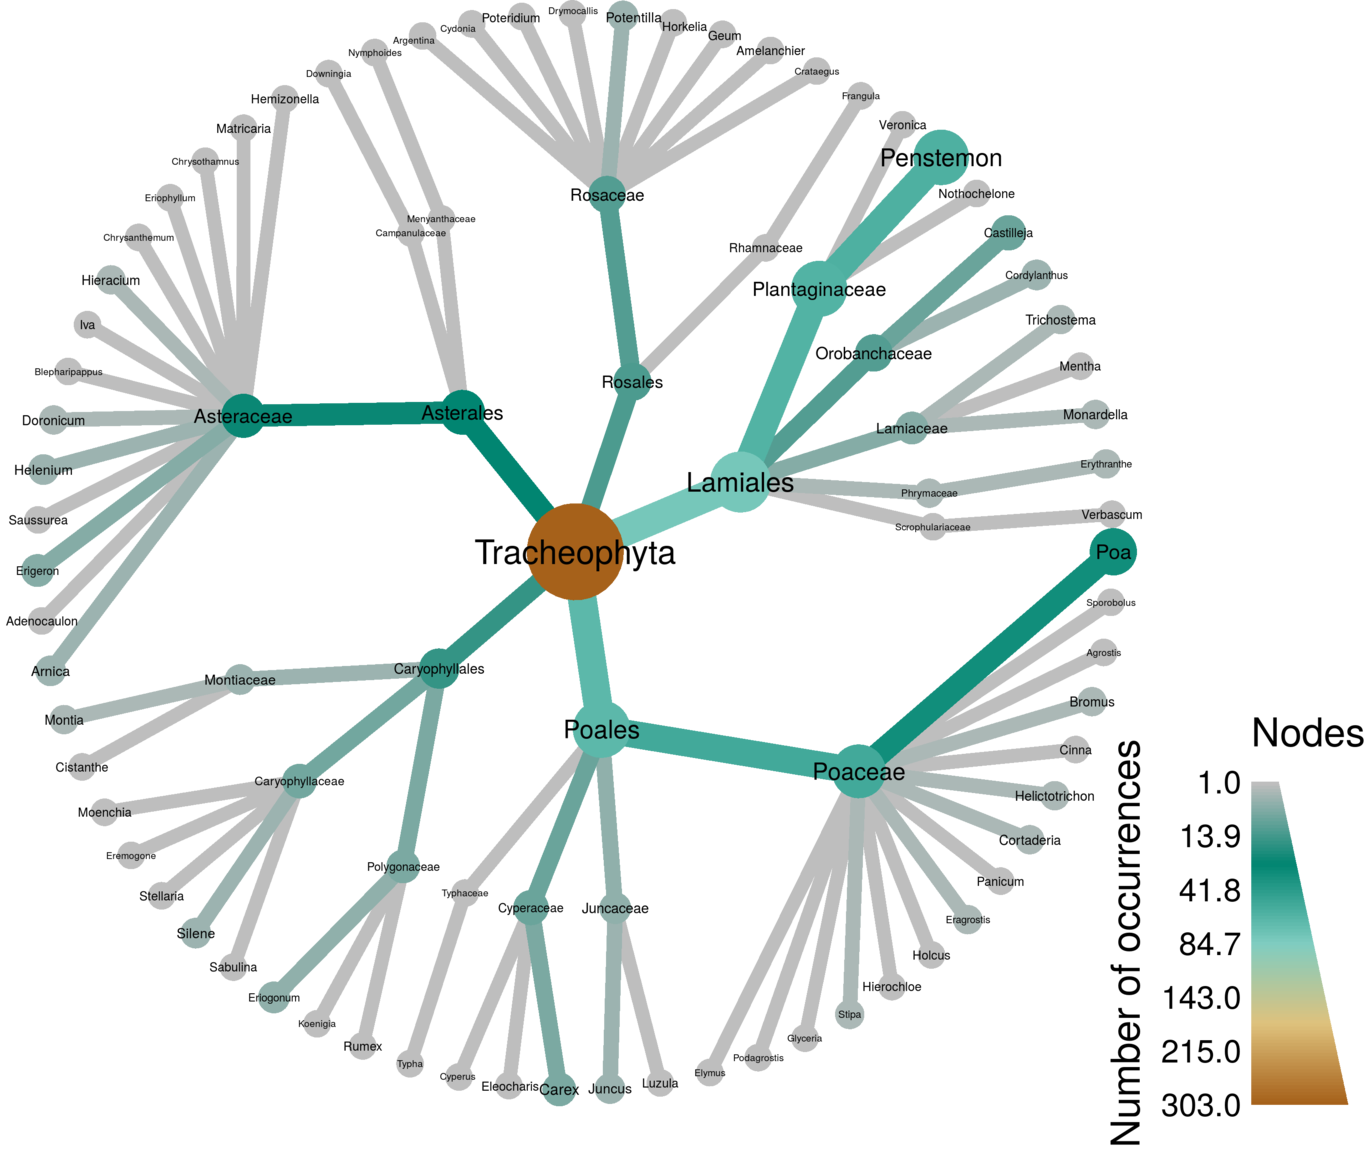 Drymocallis
Potentilla
Poteridium
Horkelia
Cydonia
Geum
Argentina
Amelanchier
Nymphoides
Crataegus
Downingia
Frangula
Hemizonella
Veronica
Matricaria
Penstemon
Chrysothamnus
Nothochelone
Eriophyllum
Rosaceae
Menyanthaceae
Castilleja
Campanulaceae
Chrysanthemum
Rhamnaceae
Cordylanthus
Hieracium
Plantaginaceae
Trichostema
Iva
Orobanchaceae
Mentha
Blepharipappus
Rosales
Asterales
Asteraceae
Monardella
Doronicum
Lamiaceae
Erythranthe
Helenium
Lamiales
Phrymaceae
Verbascum
Saussurea
Scrophulariaceae
Tracheophyta
Poa
Erigeron
Sporobolus
Adenocaulon
Agrostis
Caryophyllales
Arnica
Montiaceae
Bromus
Montia
Poales
Nodes
Cinna
Cistanthe
Poaceae
Caryophyllaceae
Helictotrichon
Moenchia
Cortaderia
Eremogone
Polygonaceae
Panicum
Typhaceae
Stellaria
Cyperaceae
Juncaceae
Eragrostis
Silene
Holcus
Sabulina
Hierochloe
Eriogonum
Stipa
Koenigia
Glyceria
Rumex
Podagrostis
Typha
Elymus
Cyperus
Eleocharis
Carex
Juncus
Luzula
Number of occurrences
1.0
13.9
41.8
84.7
143.0
215.0
303.0